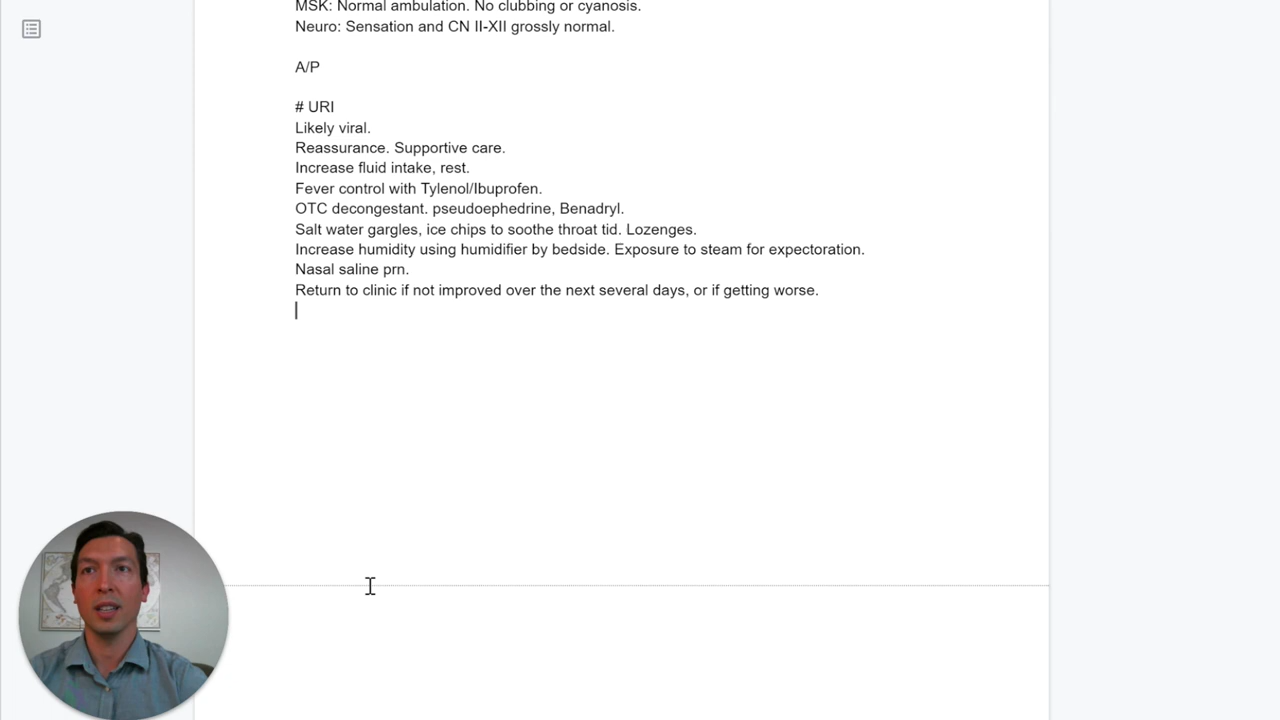 MSK: Normal ambulation. No clubbing or cyanosis.
Neuro: Sensation and CN II-XII grossly normal.
A/P
# URI
Likely viral.
Reassurance. Supportive care.
Increase fluid intake, rest.
Fever control with Tylenol/Ibuprofen.
OTC decongestant. pseudoephedrine, Benadryl.
Salt water gargles, ice chips to soothe throat tid. Lozenges.
Increase humidity using humidifier by bedside. Exposure to steam for expectoration.
Nasal saline prn.
Return to clinic if not improved over the next several days, or if getting worse.